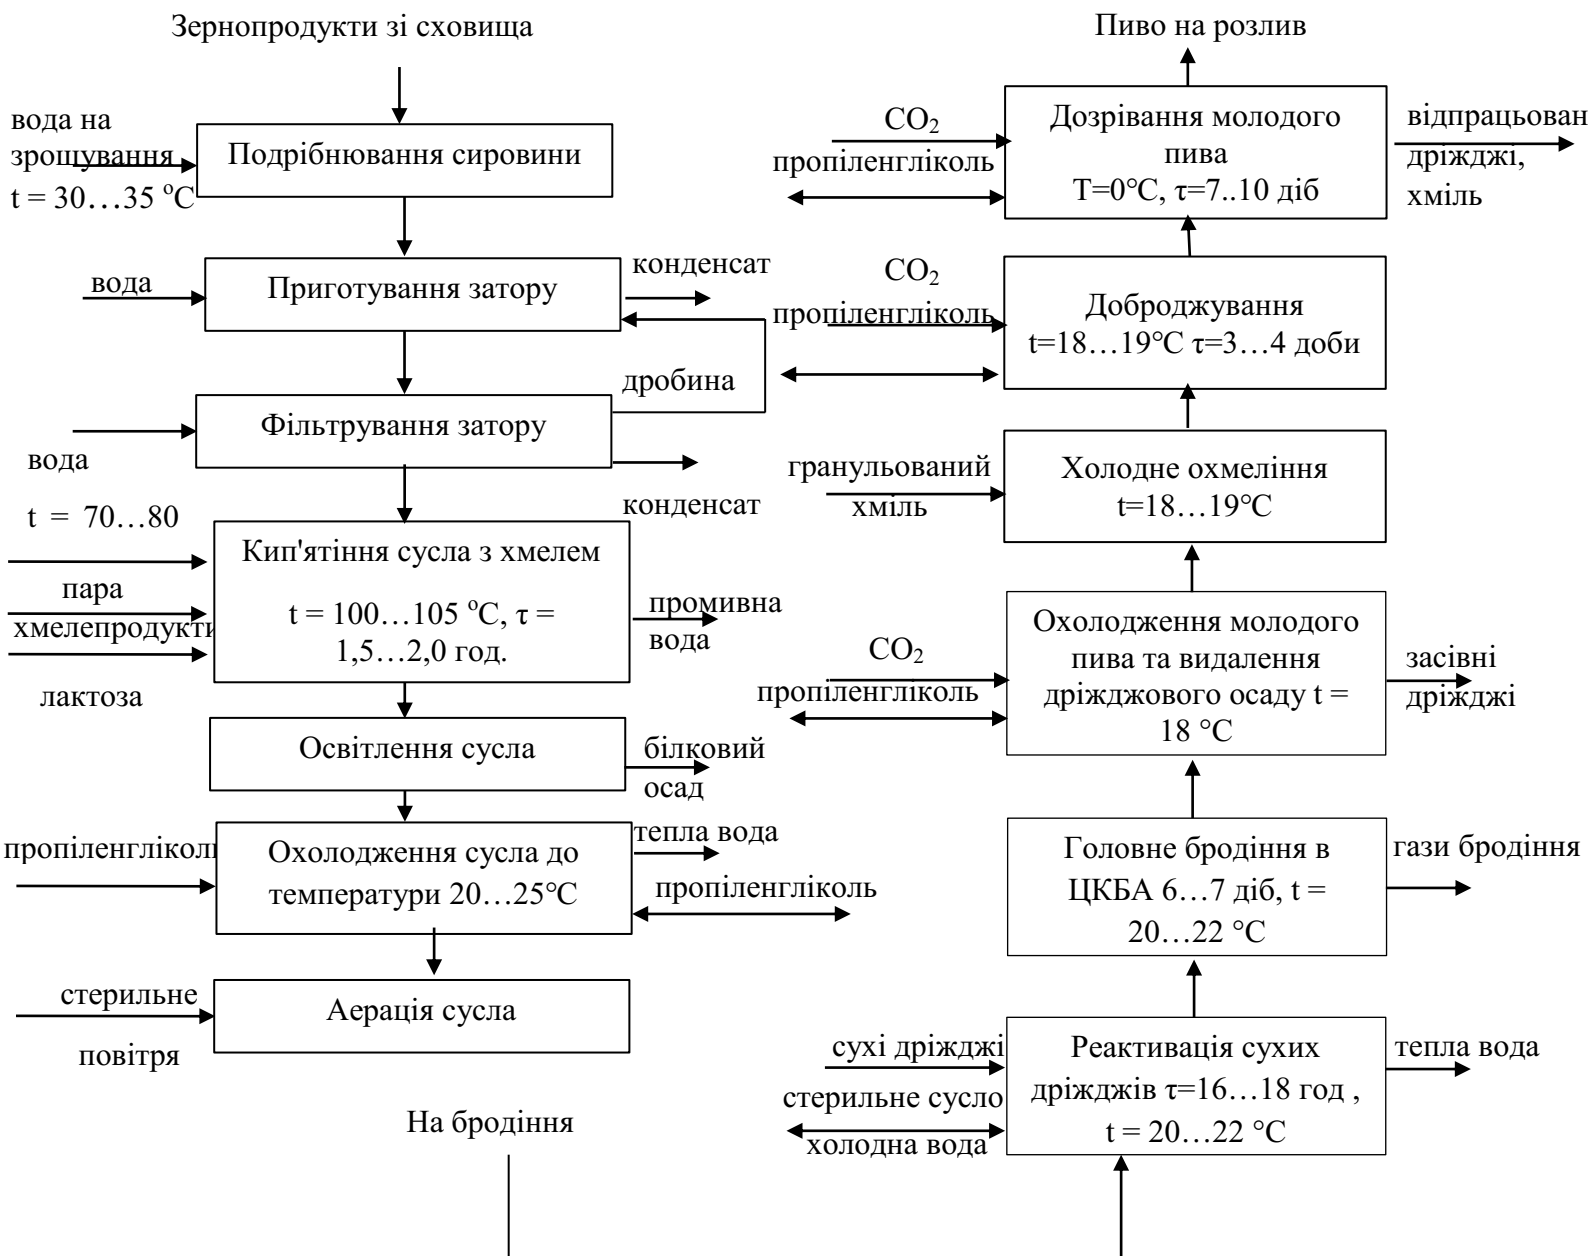 Зернопродукти зі сховища
вода на
зрошування
t = 30…35 °С
Подрібнювання сировини
вода
Приготування затору
конденсат
дробина
Фільтрування затору
вода
t = 70…80
конденсат
Кип'ятіння сусла з хмелем
t = 100…105 °С, τ =
1,5…2,0 год.
пара
хмелепродукти
лактоза
промивна
вода
Освітлення сусла
білковий
осад
пропіленгліколь
Охолодження сусла до
температури 20…25°С
тепла вода
пропіленгліколь
стерильне
повітря
Аерація сусла
На бродіння
Пиво на розлив
СО₂
пропіленгліколь
Дозрівання молодого
пива
Т=0°С, τ=7..10 діб
відпрацьован
дріжджі,
хміль
СО₂
пропіленгліколь
Доброджування
t=18…19°С τ=3…4 доби
гранульований
хміль
Холодне охмеління
t=18…19°С
СО₂
пропіленгліколь
Охолодження молодого
пива та видалення
дріжджового осаду t =
18 °С
засівні
дріжджі
Головне бродіння в
ЦКБА 6…7 діб, t =
20…22 °С
гази бродіння
сухі дріжджі
стерильне сусло
холодна вода
Реактивація сухих
дріжджів τ=16…18 год ,
t = 20…22 °С
тепла вода